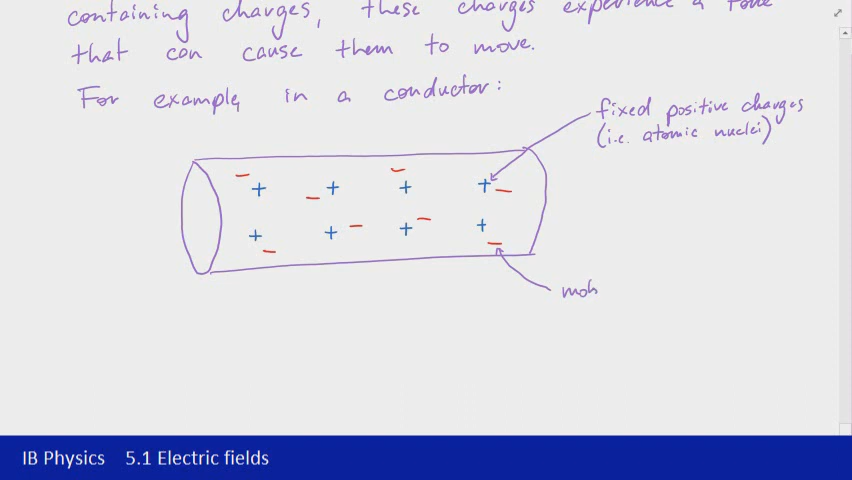 containing charges, these charges experience a force
that can cause them to move.
For example, in a conductor:
fixed positive charges
(i.e. atomic nuclei)
- + - + - + + -
+ - + - + - + -
mob
IB Physics 5.1 Electric fields